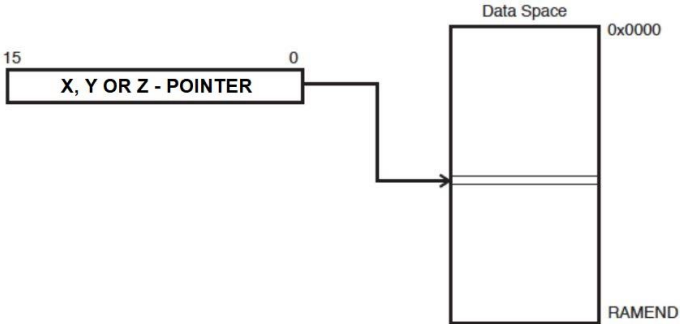 Data Space
0x0000
15 0
X, Y OR Z - POINTER
RAMEND